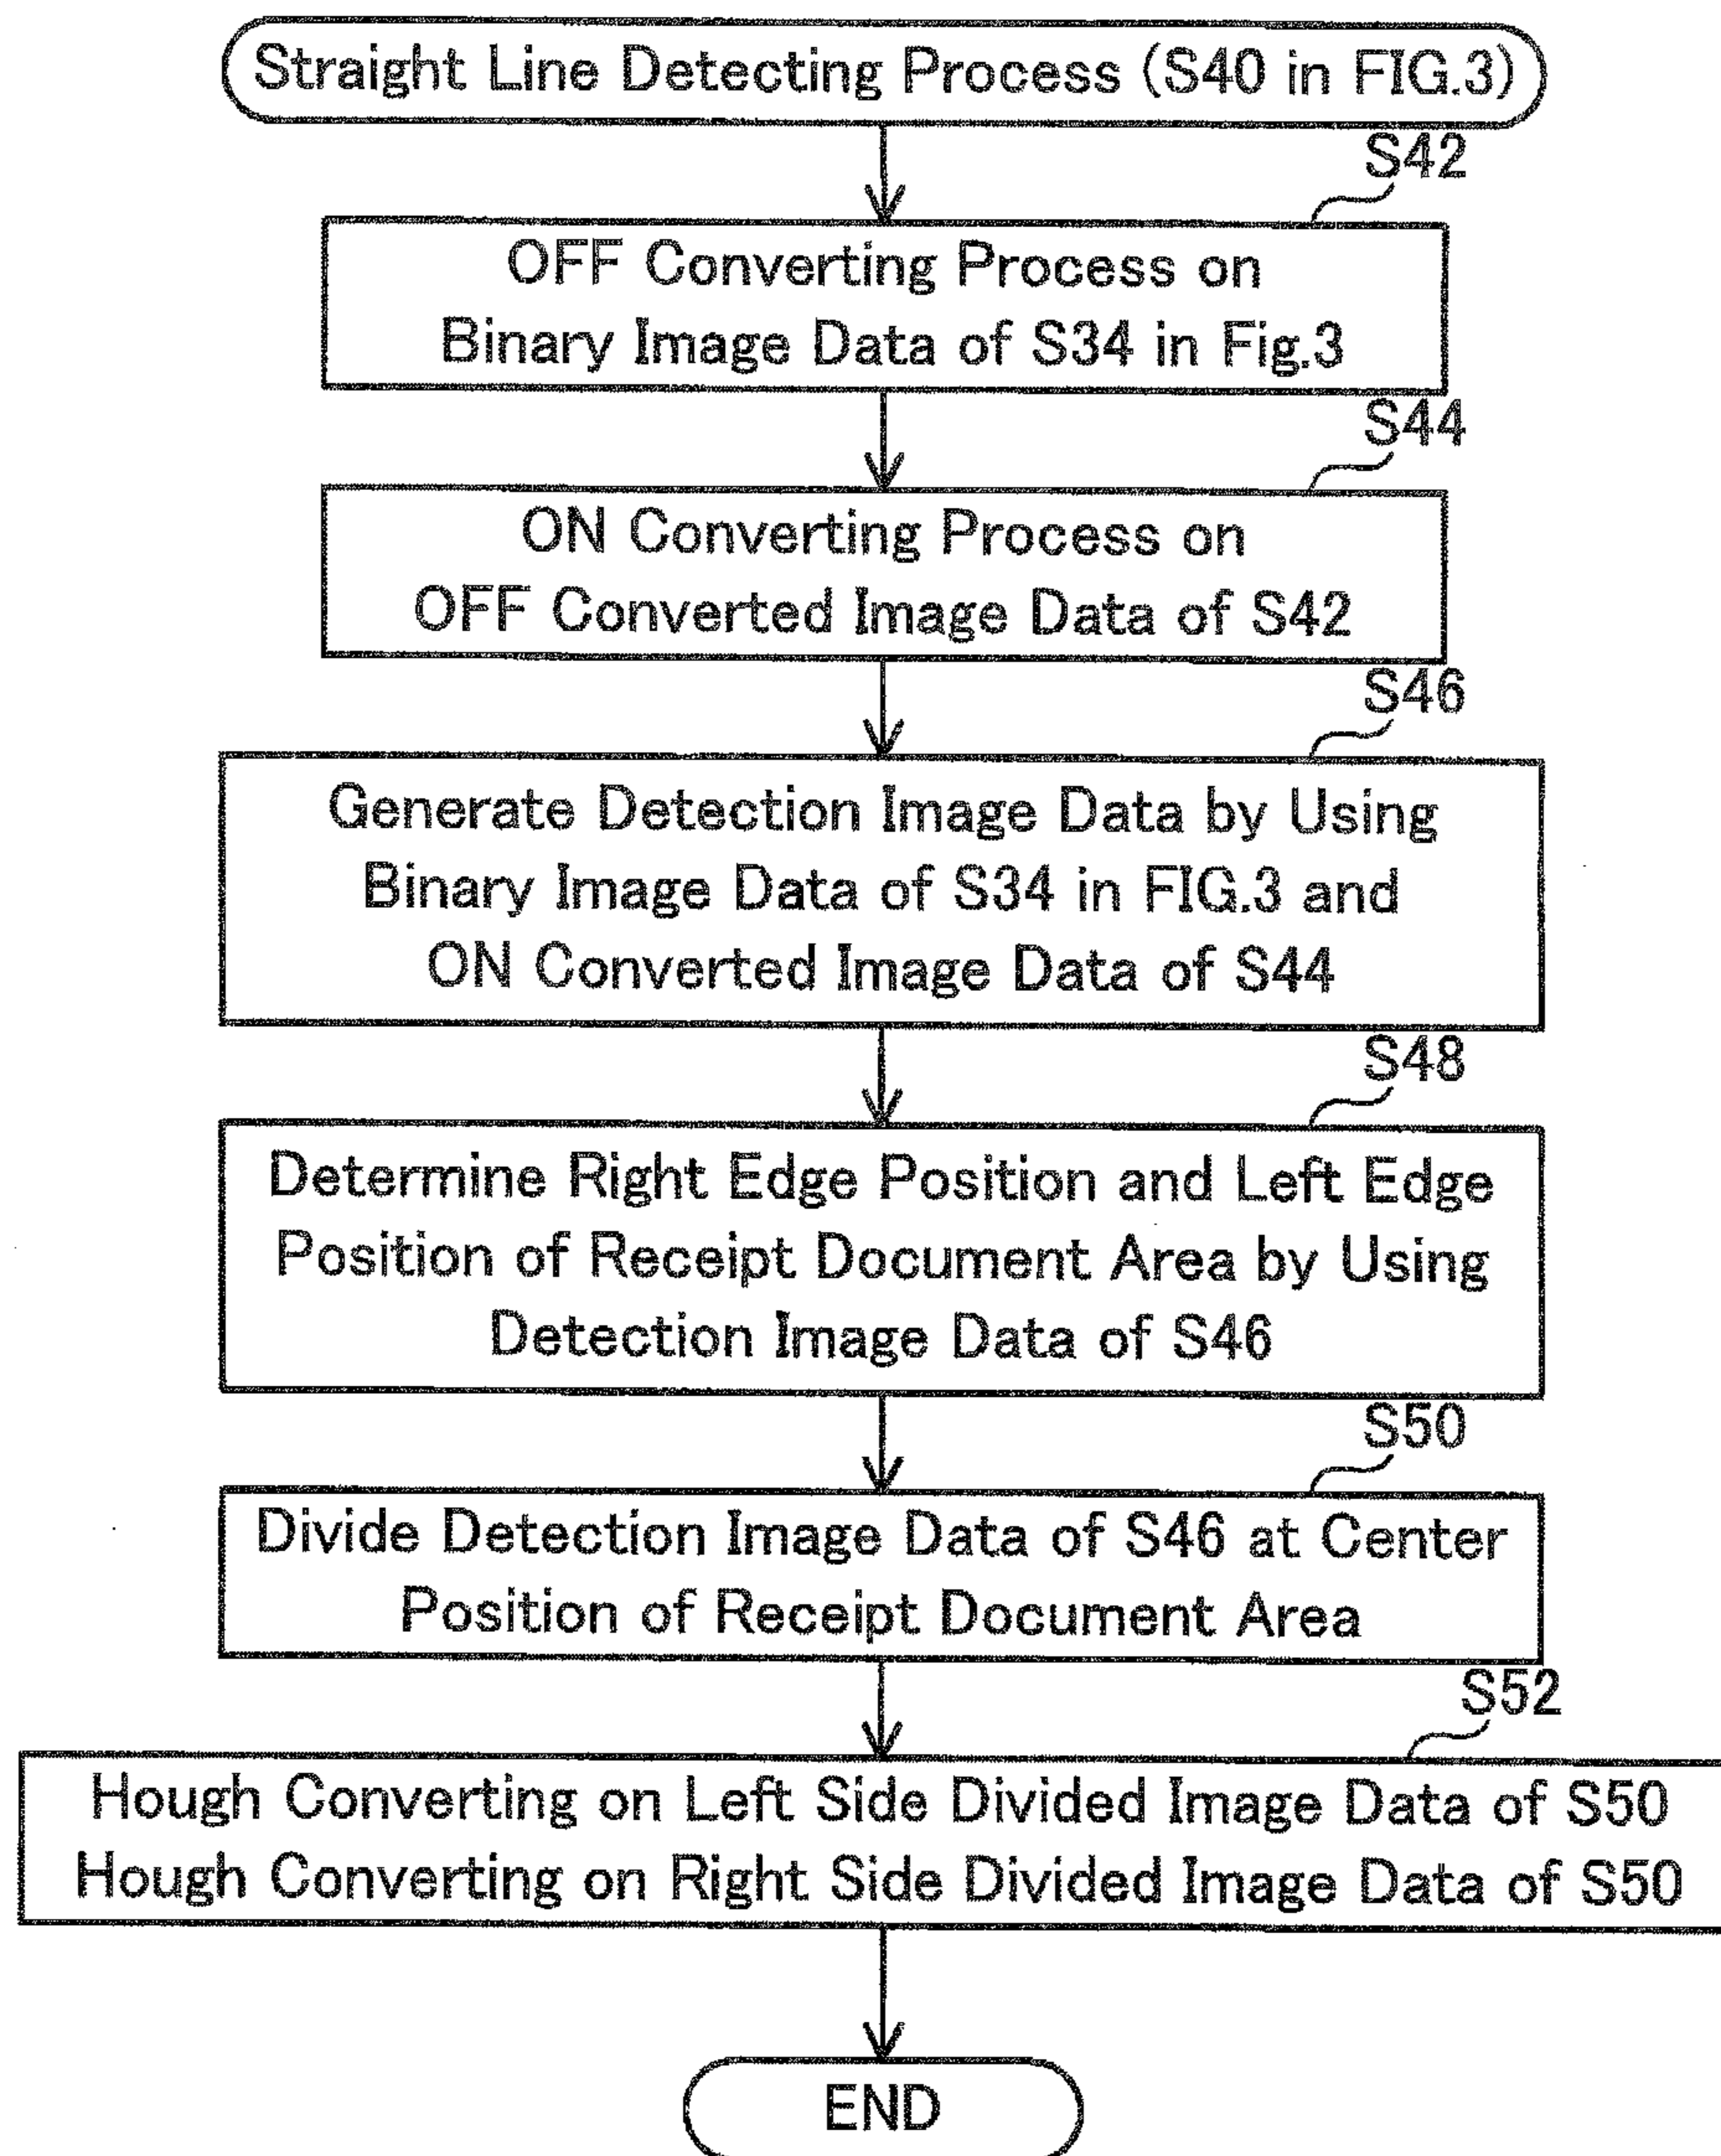 Straight Line Detecting Process (S40 in FIG.3)
S42
OFF Converting Process on
Binary Image Data of S34 in Fig.3
S44
ON Converting Process on
OFF Converted Image Data of S42
S46
Generate Detection Image Data by Using
Binary Image Data of S34 in FIG.3 and
ON Converted Image Data of S44
S48
Determine Right Edge Position and Left Edge
Position of Receipt Document Area by Using
Detection Image Data of S46
S50
Divide Detection Image Data of S46 at Center
Position of Receipt Document Area
S52
Hough Converting on Left Side Divided Image Data of S50
Hough Converting on Right Side Divided Image Data of S50
END